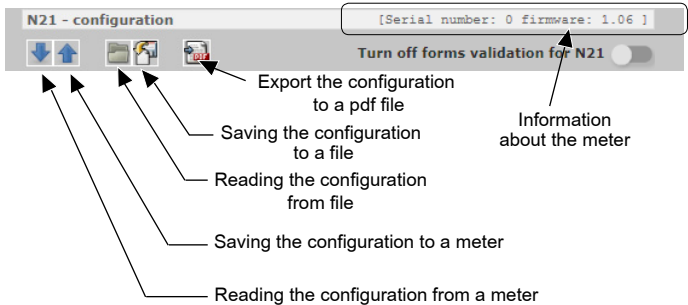 N21 - configuration [Serial number: 0 firmware: 1.06 ]
PDF Turn off forms validation for N21
Export the configuration
to a pdf file
Information
about the meter
Saving the configuration
to a file
Reading the configuration
from file
Saving the configuration to a meter
Reading the configuration from a meter